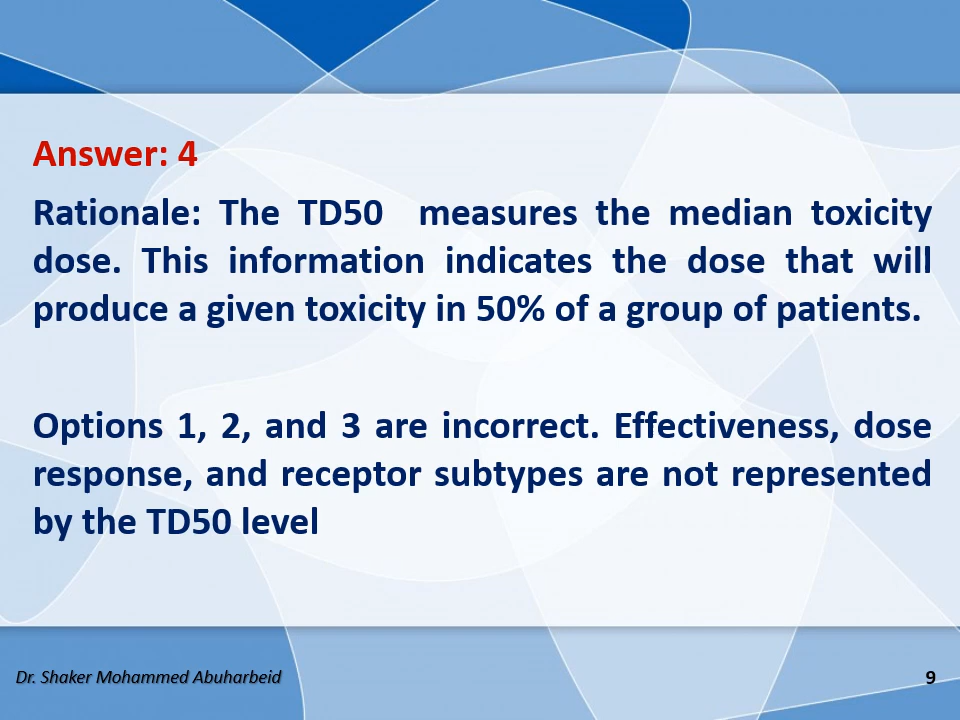 Answer: 4
Rationale: The TD50 measures the median toxicity
dose. This information indicates the dose that will
produce a given toxicity in 50% of a group of patients.
Options 1, 2, and 3 are incorrect. Effectiveness, dose
response, and receptor subtypes are not represented
by the TD50 level
Dr. Shaker Mohammed Abuharbeid
9